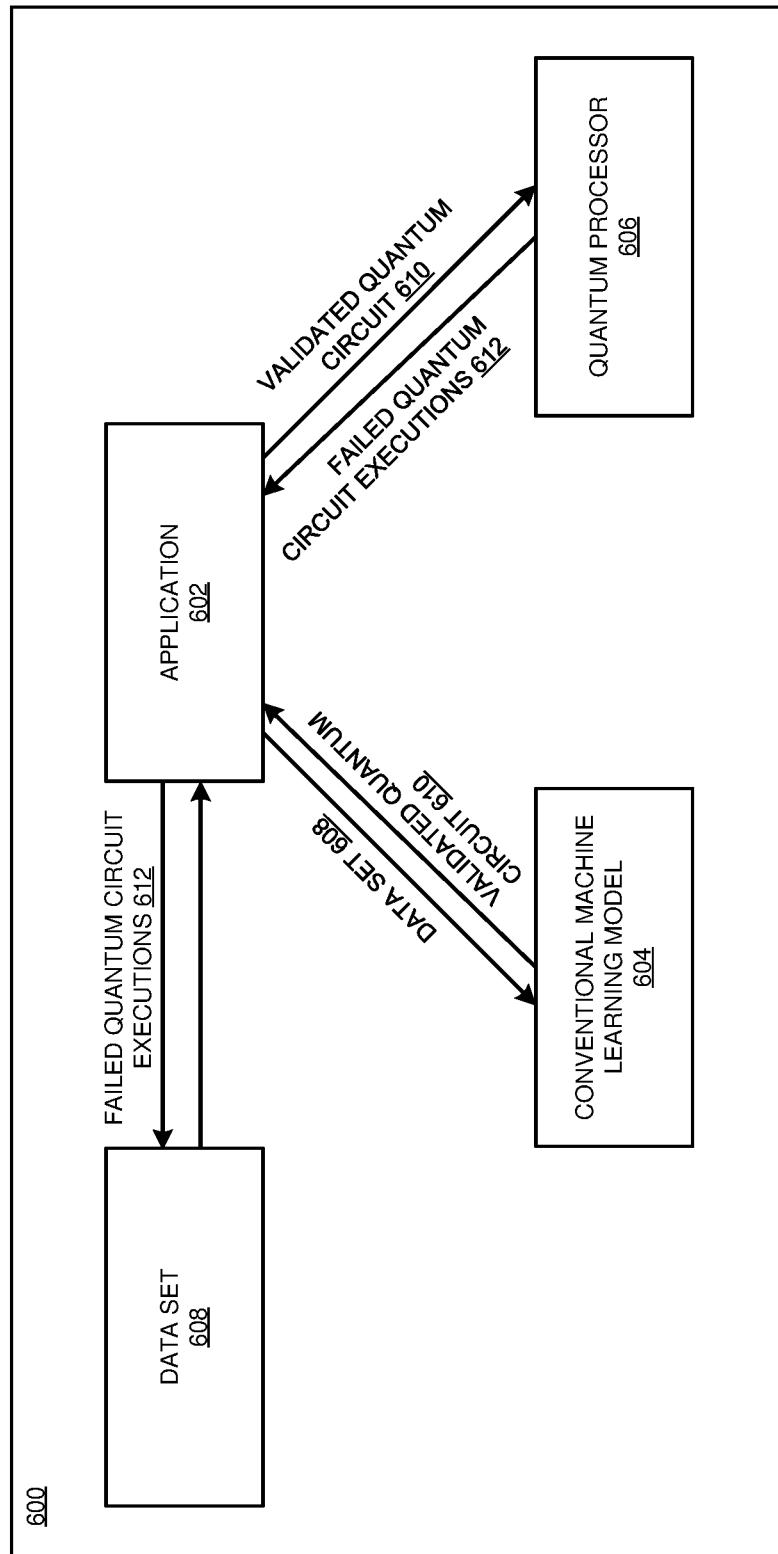 600
FAILED QUANTUM CIRCUIT
EXECUTIONS 612
DATA SET
608
APPLICATION
602
DATA SET 608
VALIDATED QUANTUM
CIRCUIT 610
VALIDATED QUANTUM
CIRCUIT 610
FAILED QUANTUM
CIRCUIT EXECUTIONS 612
CONVENTIONAL MACHINE
LEARNING MODEL
604
QUANTUM PROCESSOR
606